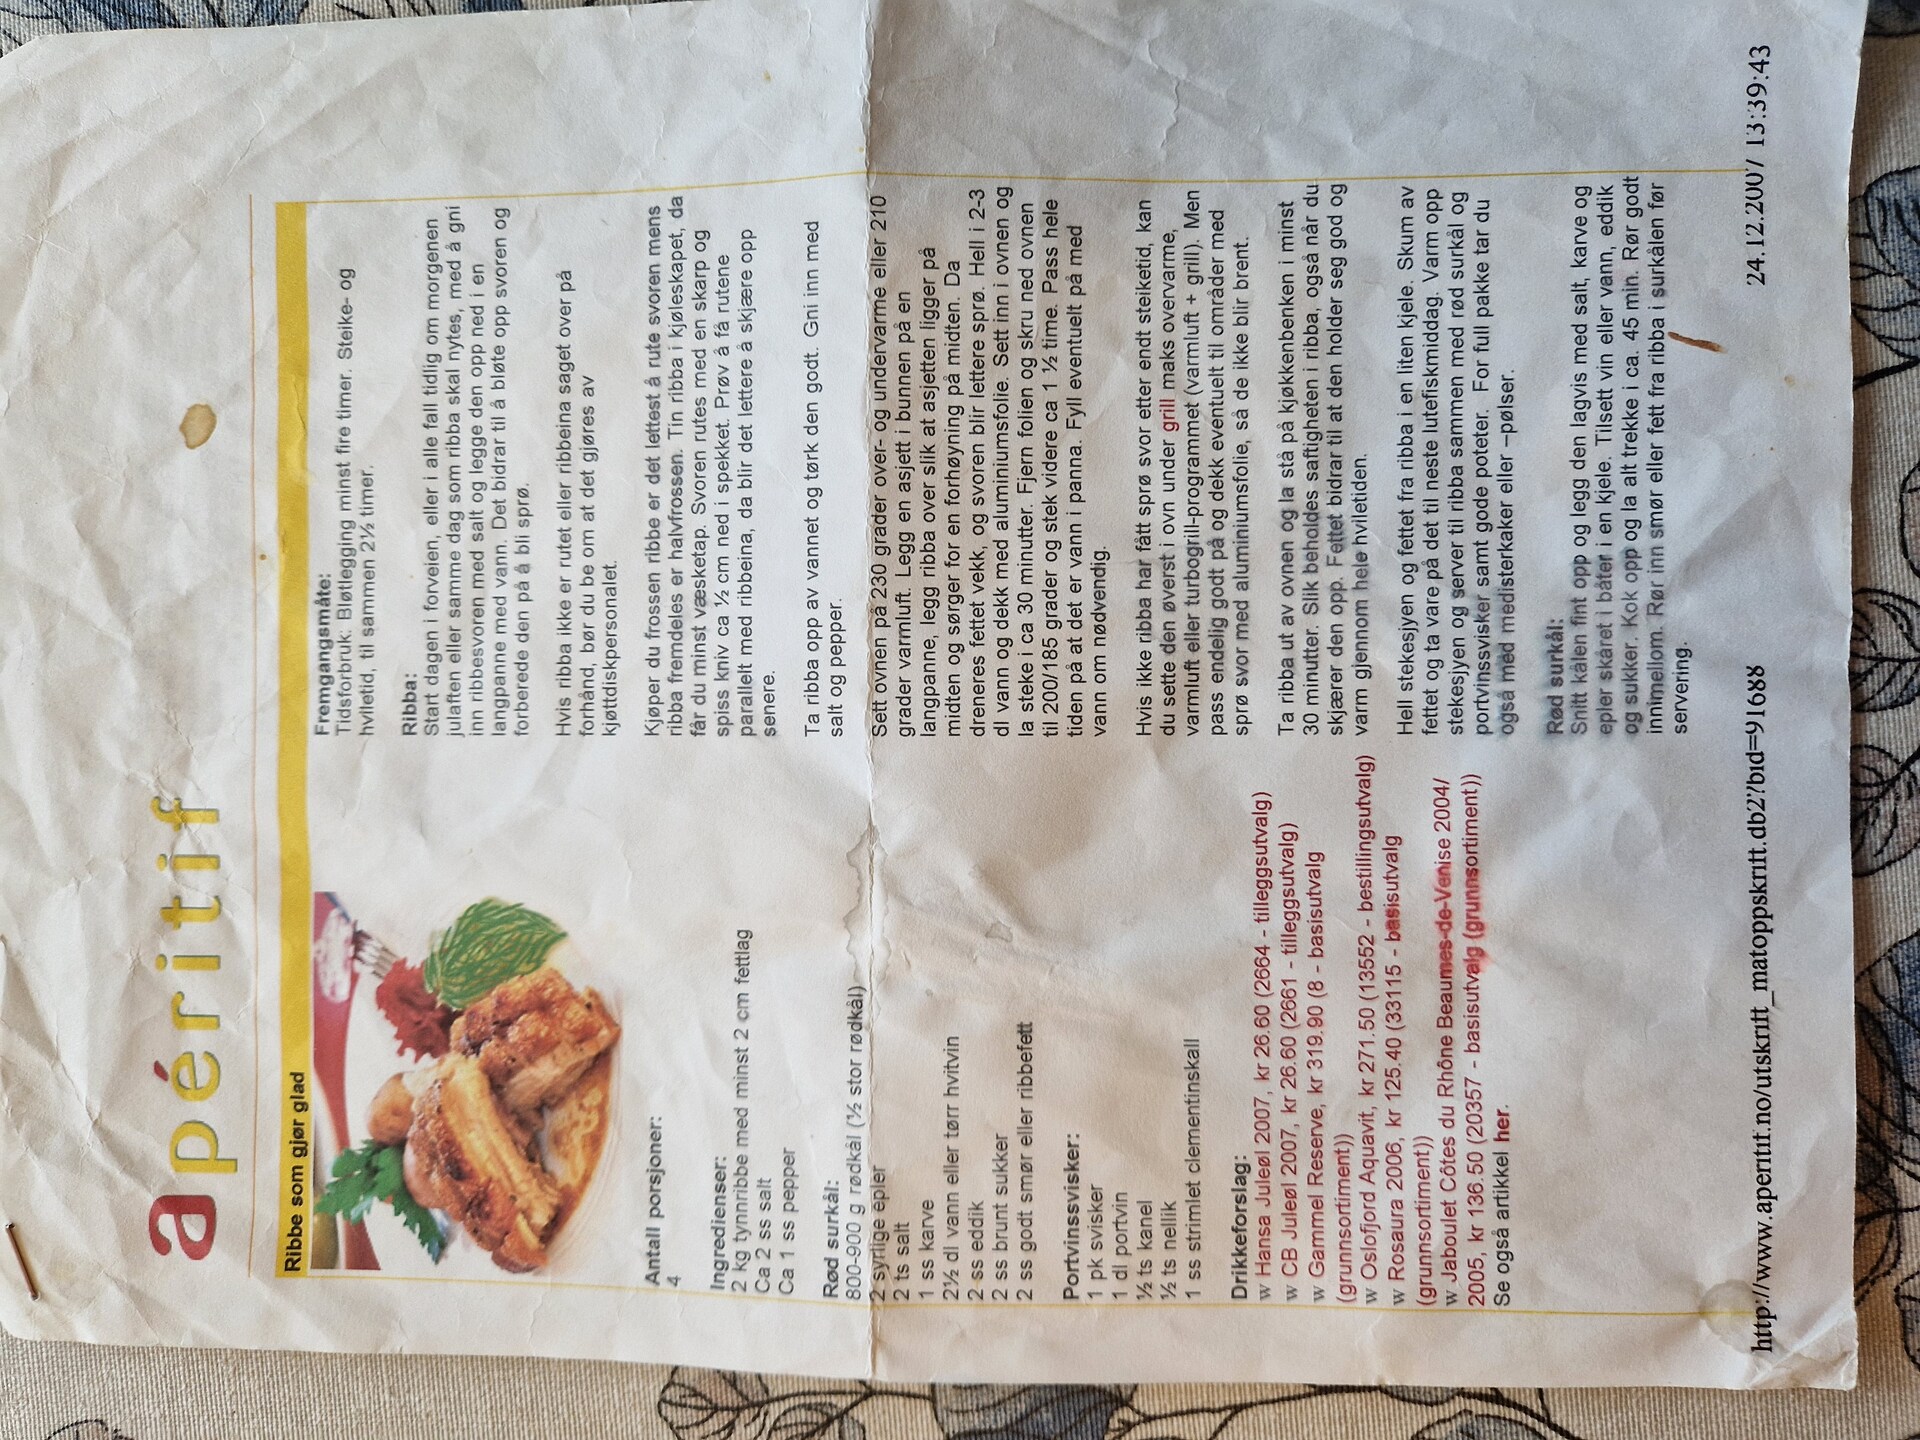 apéritif
Ribbe som gjør glad
Antall porsjoner:
4
Ingredienser:
2 kg tynnribbe med minst 2 cm fettlag
Ca 2 ss salt
Ca 1 ss pepper
Rød surkål:
800-900 g rødkål (½ stor rødkål)
2 syrlige epler
2 ts salt
1 ss karve
2½ dl vann eller tørr hvitvin
2 ss eddik
2 ss brunt sukker
2 ss godt smør eller ribbefett
Portvinssvisker:
1 pk svisker
1 dl portvin
½ ts kanel
½ ts nellik
1 ss strimlet clementinskall
Drikkeforslag:
w Hansa Juleøl 2007, kr 26.60 (2664 - tilleggsutvalg)
w CB Juleøl 2007, kr 26.60 (2661 - tilleggsutvalg)
w Gammel Reserve, kr 319.90 (8 - basisutvalg
(grunnsortiment))
w Oslofjord Aquavit, kr 271.50 (13552 - bestillingsutvalg)
w Rosaura 2006, kr 125.40 (33115 - basisutvalg
(grunnsortiment))
w Jaboulet Côtes du Rhône Beaumes-de-Venise 2004/
2005, kr 136.50 (20357 - basisutvalg (grunnsortiment))
Se også artikkel her.
Fremgangsmåte:
Tidsforbruk: Bløtlegging minst fire timer. Steike- og
hviletid, til sammen 2½ timer.
Ribba:
Start dagen i forveien, eller i alle fall tidlig om morgenen
julaften eller samme dag som ribba skal nytes, med å gni
inn ribbesvoren med salt og legge den opp ned i en
langpanne med vann. Det bidrar til å bløte opp svoren og
forberede den på å bli sprø.
Hvis ribba ikke er rutet eller ribbeina saget over på
forhånd, bør du be om at det gjøres av
kjøttdiskpersonalet.
Kjøper du frossen ribbe er det lettest å rute svoren mens
ribba fremdeles er halvfrossen. Tin ribba i kjøleskapet, da
får du minst væsketap. Svoren rutes med en skarp og
spiss kniv ca ½ cm ned i spekket. Prøv å få rutene
parallelt med ribbeina, da blir det lettere å skjære opp
senere.
Ta ribba opp av vannet og tørk den godt. Gni inn med
salt og pepper.
Sett ovnen på 230 grader over- og undervarme eller 210
grader varmluft. Legg en asjett i bunnen på en
langpanne, legg ribba over slik at asjetten ligger på
midten og sørger for en forhøyning på midten. Da
dreneres fettet vekk, og svoren blir lettere sprø. Hell i 2-3
dl vann og dekk med aluminiumsfolie. Sett inn i ovnen og
la steke i ca 30 minutter. Fjern folien og skru ned ovnen
til 200/185 grader og stek videre ca 1 ½ time. Pass hele
tiden på at det er vann i panna. Fyll eventuelt på med
vann om nødvendig.
Hvis ikke ribba har fått sprø svor etter endt steiketid, kan
du sette den øverst i ovn under grill maks overvarme,
varmluft eller turbogrill-programmet (varmluft + grill). Men
pass endelig godt på og dekk eventuelt til områder med
sprø svor med aluminiumsfolie, så de ikke blir brent.
Ta ribba ut av ovnen og la stå på kjøkkenbenken i minst
30 minutter. Slik beholdes saftigheten i ribba, også når du
skjærer den opp. Fettet bidrar til at den holder seg god og
varm gjennom hele hviletiden.
Hell stekesjyen og fettet fra ribba i en liten kjele. Skum av
fettet og ta vare på det til neste lutefiskmiddag. Varm opp
stekesjyen og server til ribba sammen med rød surkål og
portvinssvisker samt gode poteter. For full pakke tar du
også med medisterkaker eller –pølser.
Rød surkål:
Snitt kålen fint opp og legg den lagvis med salt, karve og
epler skåret i båter i en kjele. Tilsett vin eller vann, eddik
og sukker. Kok opp og la alt trekke i ca. 45 min. Rør godt
innimellom. Rør inn smør eller fett fra ribba i surkålen før
servering.
http://www.aperitif.no/utskrift_matoppskrift.db2?bid=91688
24.12.2007 13:39:43